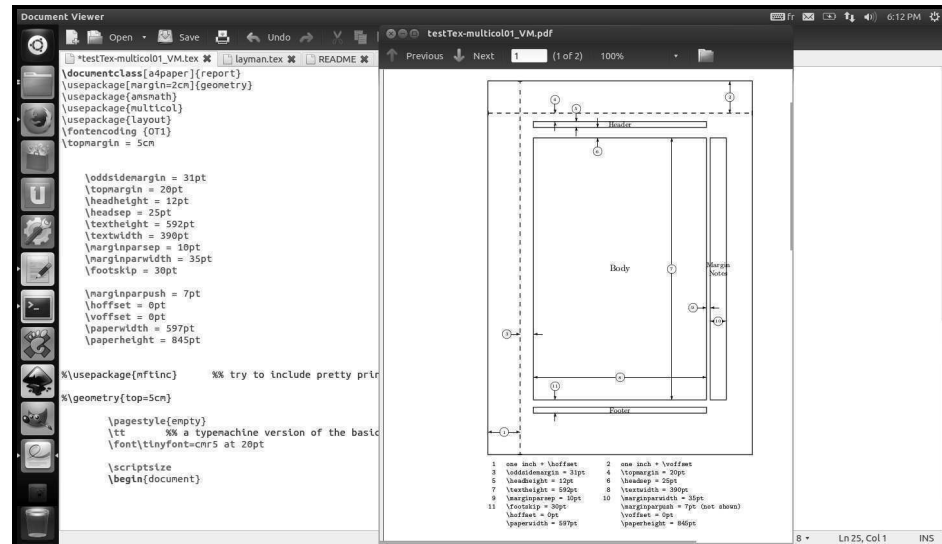 Document Viewer
fr
6:12 PM
Open
Save
Undo
*testTex-multicol01_VM.tex
layman.tex
README
\documentclass[a4paper]{report}
\usepackage[margin=2cm]{geometry}
\usepackage{amsmath}
\usepackage{multicol}
\usepackage{layout}
\fontencoding {OT1}
\topmargin = 5cm
\oddsidemargin = 31pt
\topmargin = 20pt
\headheight = 12pt
\headsep = 25pt
\textheight = 592pt
\textwidth = 390pt
\marginparsep = 10pt
\marginparwidth = 35pt
\footskip = 30pt
\marginparpush = 7pt
\hoffset = 0pt
\voffset = 0pt
\paperwidth = 597pt
\paperheight = 845pt
%\usepackage{mftinc} %% try to include pretty prin
%\geometry{top=5cm}
\pagestyle{empty}
\tt %% a typemachine version of the basic
\font\tinyfont=cmr5 at 20pt
\scriptsize
\begin{document}
testTex-multicol01_VM.pdf
Previous Next 1 (1 of 2) 100%
Header
Body
Margin
Notes
Footer
1 one inch + \hoffset 2 one inch + \voffset
3 \oddsidemargin = 31pt 4 \topmargin = 20pt
5 \headheight = 12pt 6 \headsep = 25pt
7 \textheight = 592pt 8 \textwidth = 390pt
9 \marginparsep = 10pt 10 \marginparwidth = 35pt
11 \footskip = 30pt \marginparpush = 7pt (not shown)
\hoffset = 0pt \voffset = 0pt
\paperwidth = 597pt \paperheight = 845pt
8 Ln 25, Col 1 INS